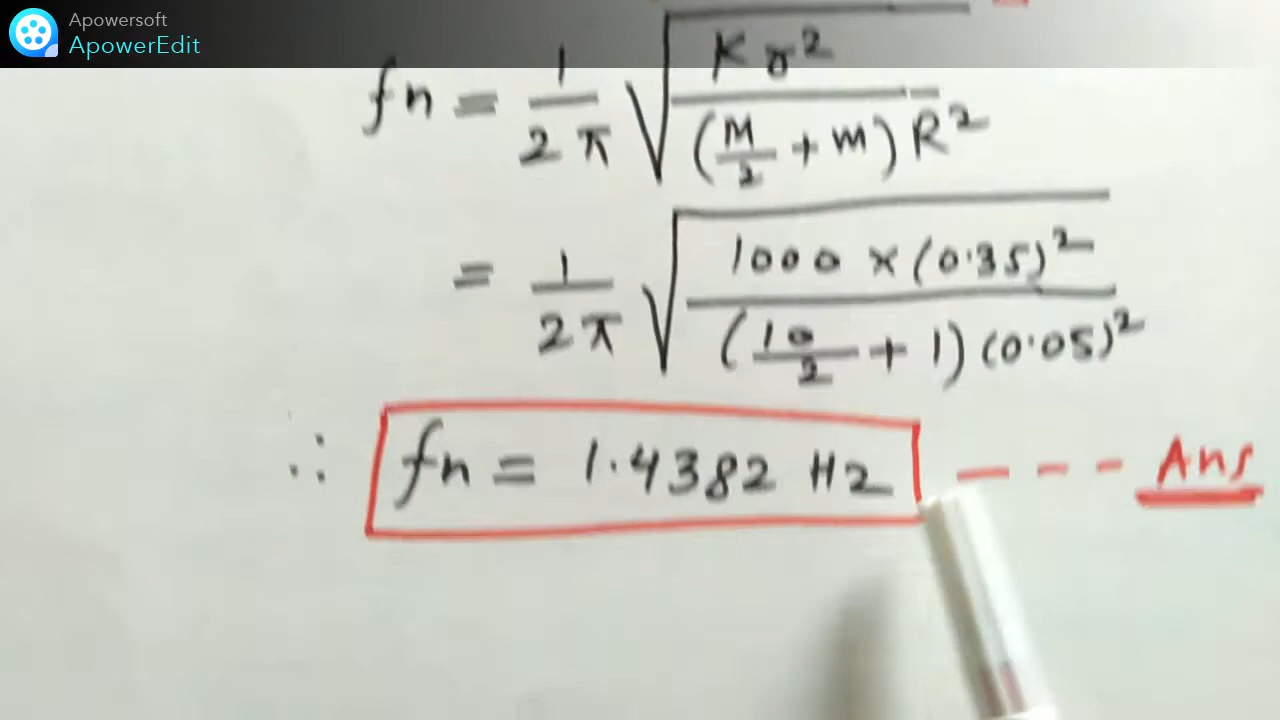 Apowersoft
ApowerEdit
fn = 1/2π √(Kr²/((M/2 + m) R²))
= 1/2π √(1000 × (0.35)²/((10/2 + 1) (0.05)²))
∴ fn = 1.4382 Hz --- Ans